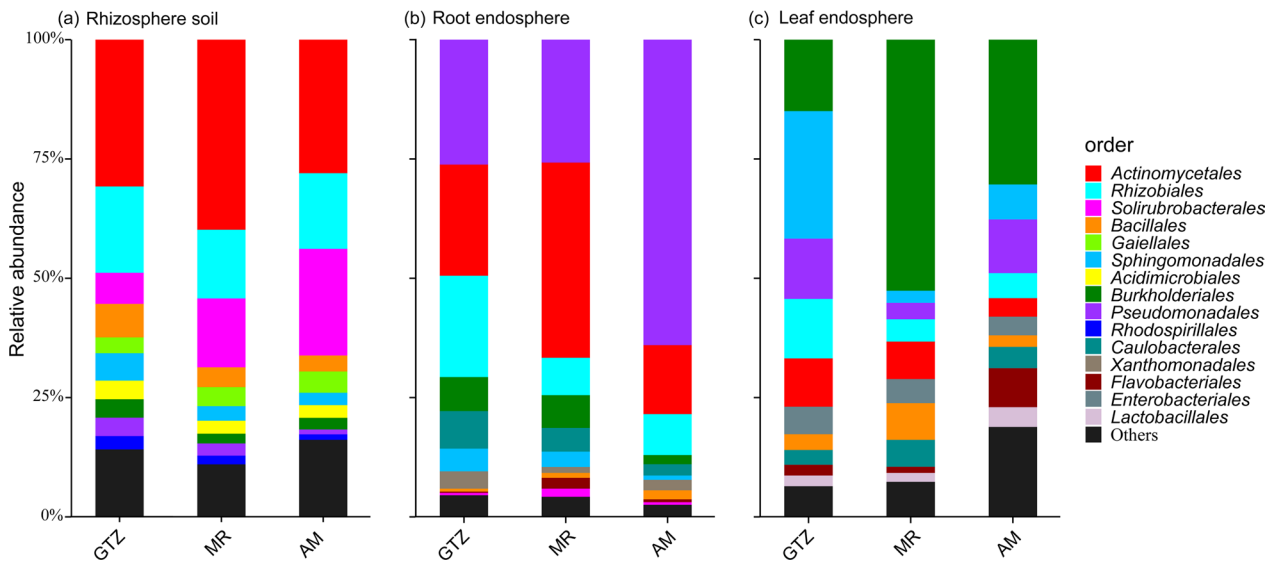 (a) Rhizosphere soil
(b) Root endosphere
(c) Leaf endosphere
100%
75%
50%
25%
0%
Relative abundance
GTZ
MR
AM
GTZ
MR
AM
GTZ
MR
AM
order
Actinomycetales
Rhizobiales
Solirubrobacterales
Bacillales
Gaiellales
Sphingomonadales
Acidimicrobiales
Burkholderiales
Pseudomonadales
Rhodospirillales
Caulobacterales
Xanthomonadales
Flavobacteriales
Enterobacteriales
Lactobacillales
Others